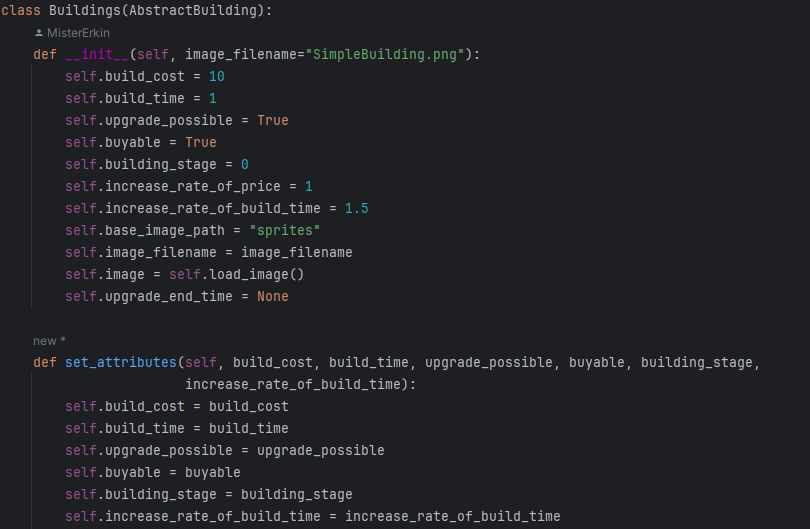 class Buildings(AbstractBuilding):
MisterErkin
def __init__(self, image_filename="SimpleBuilding.png"):
self.build_cost = 10
self.build_time = 1
self.upgrade_possible = True
self.buyable = True
self.building_stage = 0
self.increase_rate_of_price = 1
self.increase_rate_of_build_time = 1.5
self.base_image_path = "sprites"
self.image_filename = image_filename
self.image = self.load_image()
self.upgrade_end_time = None
new *
def set_attributes(self, build_cost, build_time, upgrade_possible, buyable, building_stage,
increase_rate_of_build_time):
self.build_cost = build_cost
self.build_time = build_time
self.upgrade_possible = upgrade_possible
self.buyable = buyable
self.building_stage = building_stage
self.increase_rate_of_build_time = increase_rate_of_build_time